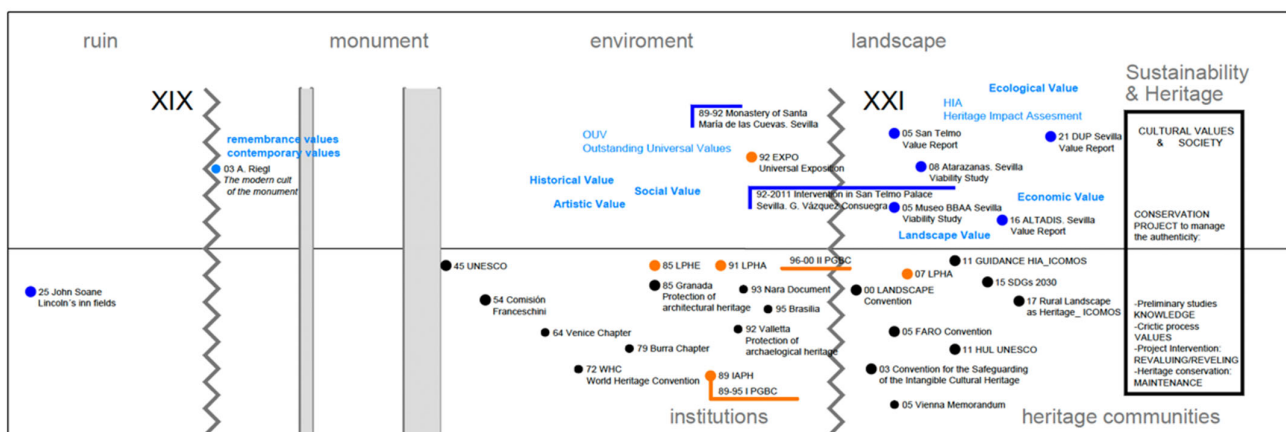 ruin
monument
enviroment
landscape
XIX
remembrance values
contemporary values
03 A. Riegl
The modern cult
of the monument
89-92 Monastery of Santa
María de las Cuevas. Sevilla
OUV
Outstanding Universal Values
92 EXPO
Universal Exposition
Historical Value
Social Value
Artistic Value
92-2011 Intervention in San Telmo Palace
Sevilla. G. Vázquez Consuegra
XXI
Ecological Value
HIA
Heritage Impact Assesment
05 San Telmo
Value Report
21 DUP Sevilla
Value Report
08 Atarazanas. Sevilla
Viability Study
Economic Value
05 Museo BBAA Sevilla
Viability Study
16 ALTADIS. Sevilla
Value Report
Landscape Value
Sustainability
& Heritage
CULTURAL VALUES
& SOCIETY
CONSERVATION
PROJECT to manage
the authenticity:
-Preliminary studies
KNOWLEDGE
-Crictic process
VALUES
-Project Intervention:
REVALUING/REVELING
-Heritage conservation:
MAINTENANCE
25 John Soane
Lincoln´s inn fields
45 UNESCO
54 Comisión
Franceschini
64 Venice Chapter
72 WHC
World Heritage Convention
79 Burra Chapter
85 LPHE
85 Granada
Protection of
architectural heritage
91 LPHA
93 Nara Document
95 Brasilia
92 Valletta
Protection of
archaelogical heritage
89 IAPH
89-95 I PGBC
96-00 II PGBC
institutions
00 LANDSCAPE
Convention
07 LPHA
11 GUIDANCE HIA_ICOMOS
15 SDGs 2030
17 Rural Landscape
as Heritage_ ICOMOS
05 FARO Convention
11 HUL UNESCO
03 Convention for the Safeguarding
of the Intangible Cultural Heritage
05 Vienna Memorandum
heritage communities